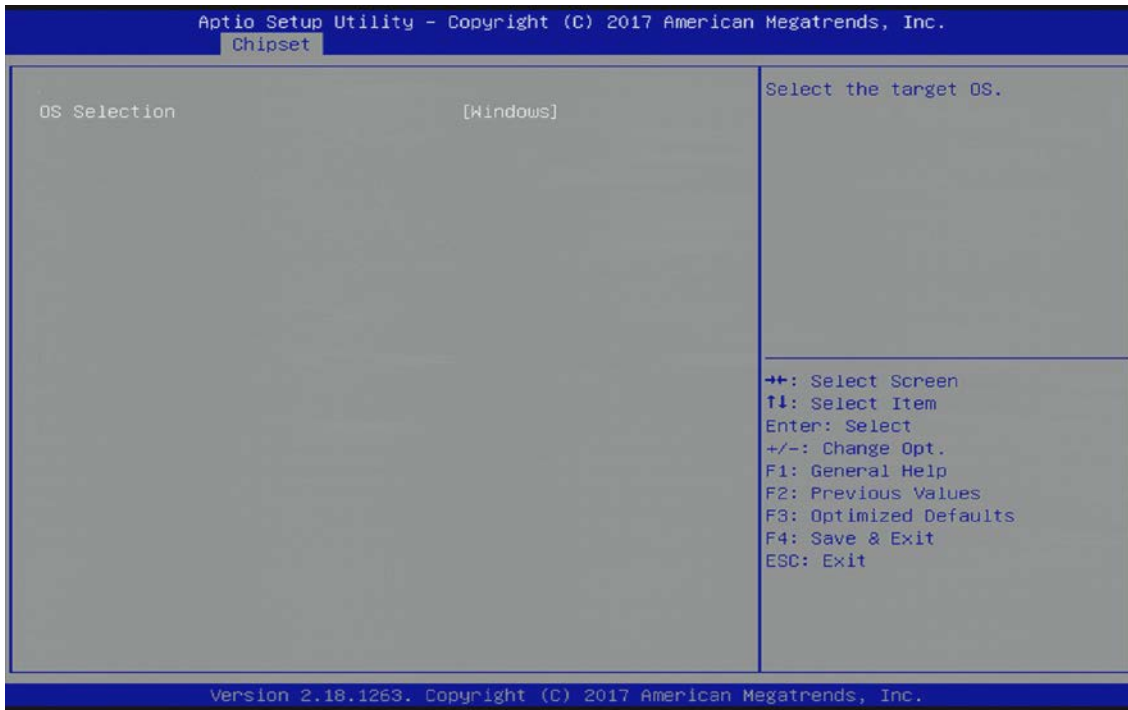 Aptio Setup Utility – Copyright (C) 2017 American Megatrends, Inc.
Chipset
OS Selection [Windows]
Select the target OS.
→←: Select Screen
↑↓: Select Item
Enter: Select
+/-: Change Opt.
F1: General Help
F2: Previous Values
F3: Optimized Defaults
F4: Save & Exit
ESC: Exit
Version 2.18.1263. Copyright (C) 2017 American Megatrends, Inc.